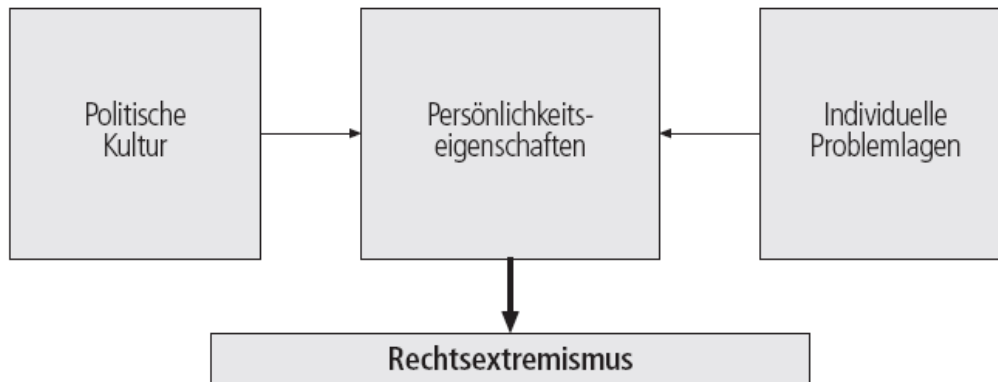 Politische
Kultur
Persönlichkeits-
eigenschaften
Individuelle
Problemlagen
Rechtsextremismus